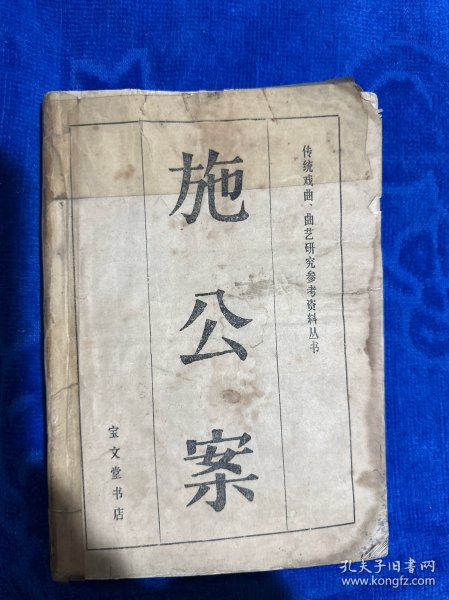 传统戏曲、曲艺研究参考资料丛书
施公案
宝文堂书店
孔夫子旧书网
www.kongfz.com